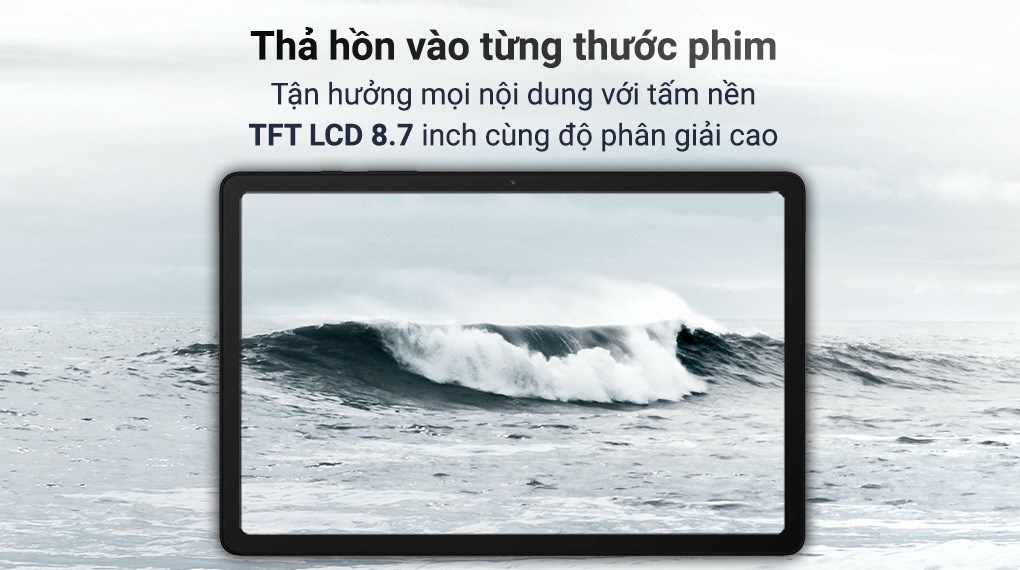 Thả hồn vào từng thước phim
Tận hưởng mọi nội dung với tấm nền
TFT LCD 8.7 inch cùng độ phân giải cao